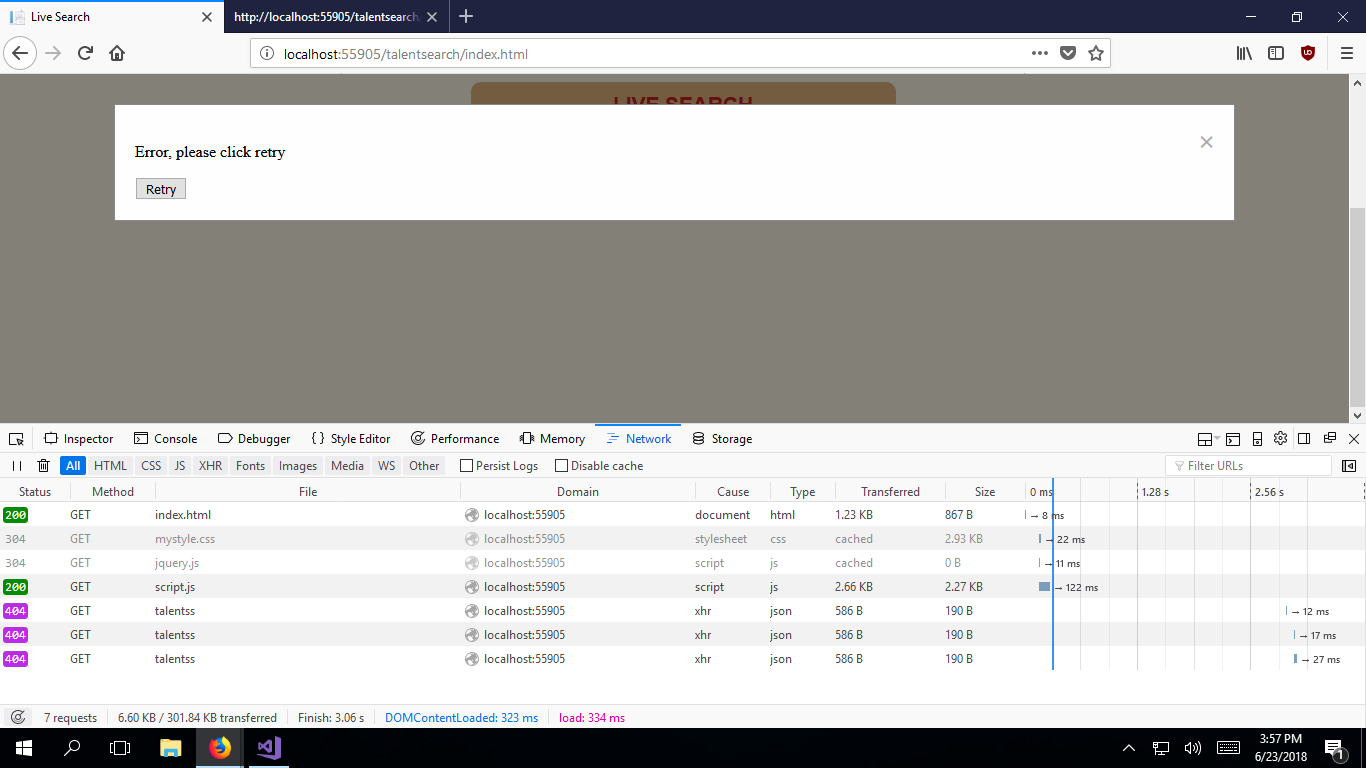 Live Search
http://localhost:55905/talentsearch
localhost:55905/talentsearch/index.html
LIVE SEARCH
Error, please click retry
Retry
Inspector Console Debugger { } Style Editor Performance Memory Network Storage
All HTML CSS JS XHR Fonts Images Media WS Other Persist Logs Disable cache Filter URLs
Status Method File Domain Cause Type Transferred Size 0 ms 1.28 s 2.56 s
200 GET index.html localhost:55905 document html 1.23 KB 867 B → 8 ms
304 GET mystyle.css localhost:55905 stylesheet css cached 2.93 KB → 22 ms
304 GET jquery.js localhost:55905 script js cached 0 B → 11 ms
200 GET script.js localhost:55905 script js 2.66 KB 2.27 KB → 122 ms
404 GET talentss localhost:55905 xhr json 586 B 190 B → 12 ms
404 GET talentss localhost:55905 xhr json 586 B 190 B → 17 ms
404 GET talentss localhost:55905 xhr json 586 B 190 B → 27 ms
7 requests 6.60 KB / 301.84 KB transferred Finish: 3.06 s DOMContentLoaded: 323 ms load: 334 ms
3:57 PM
6/23/2018
1